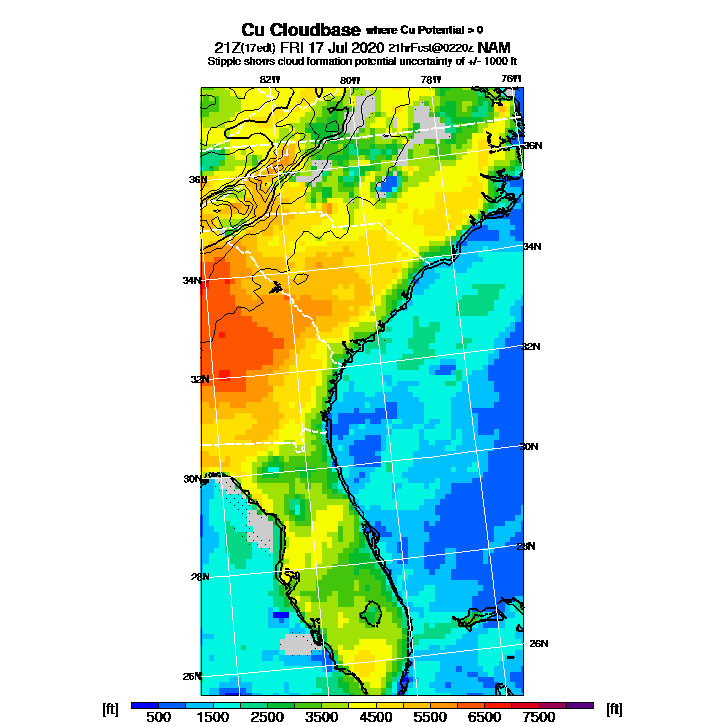 Cu Cloudbase where Cu Potential > 0
21Z(17edt) FRI 17 Jul 2020 21hrFcst@0220z NAM
Stipple shows cloud formation potential uncertainty of +/- 1000 ft
82W 80W 78W 76W
36N
36N
34N
34N
32N
32N
30N
30N
28N
28N
26N
26N
[ft] 500 1500 2500 3500 4500 5500 6500 7500 [ft]